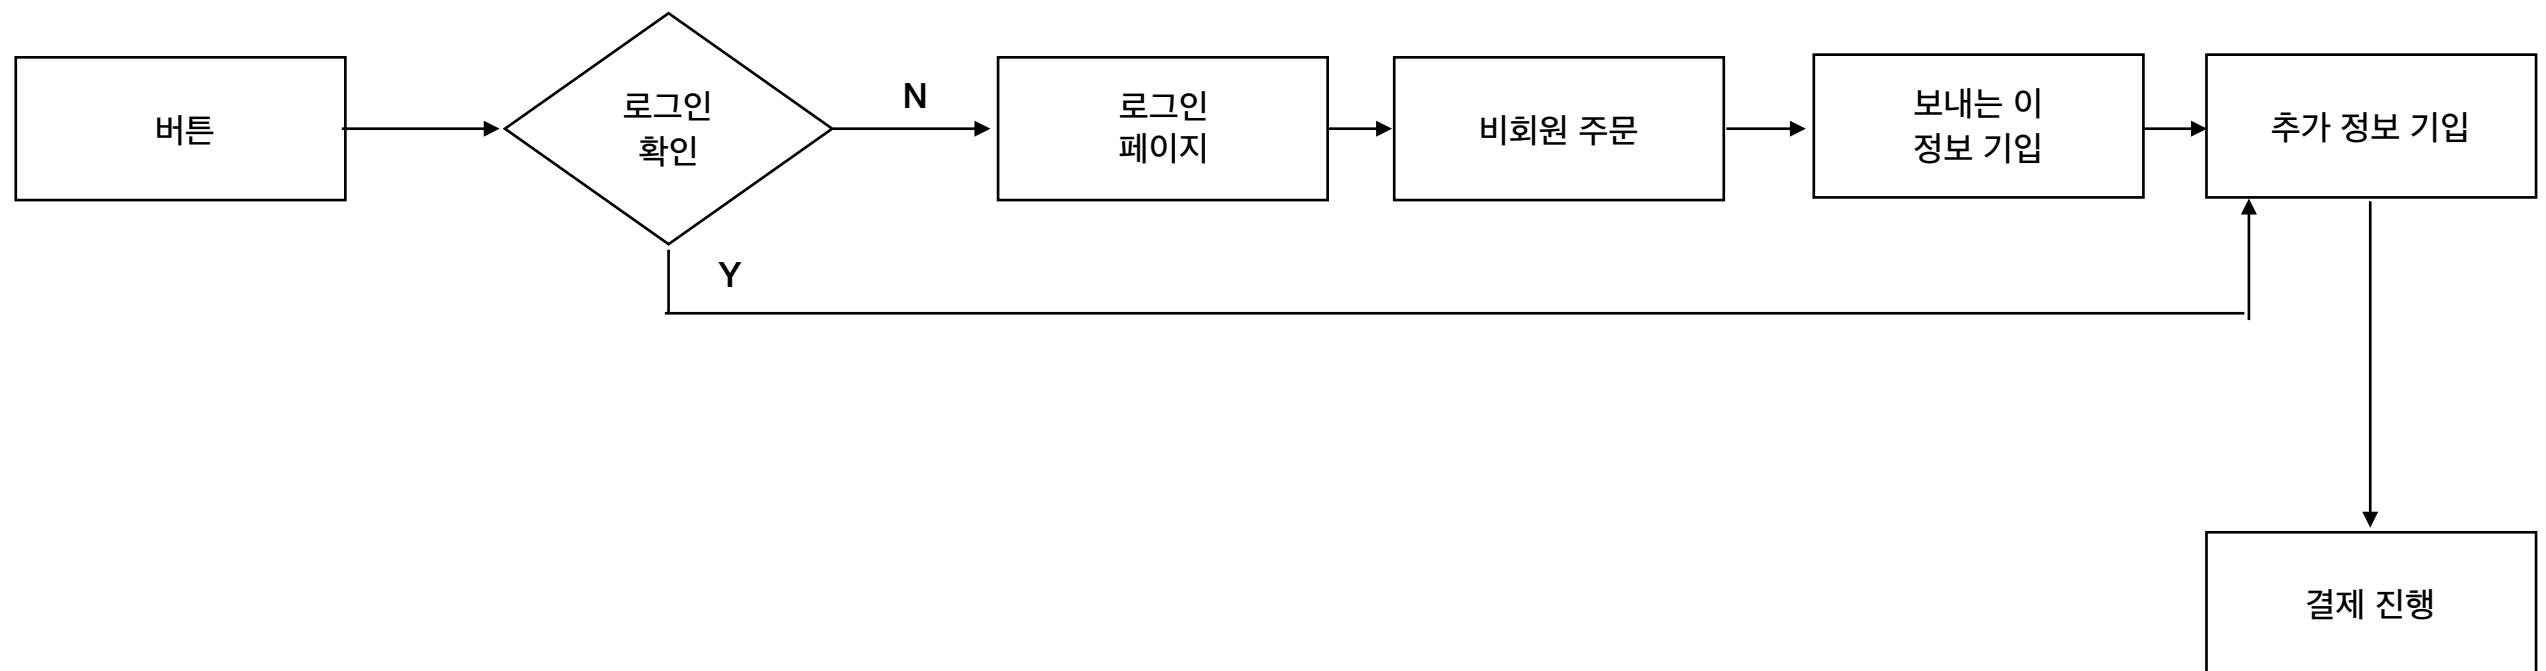 버튼
로그인
확인
N
로그인
페이지
비회원 주문
보내는 이
정보 기입
추가 정보 기입
Y
결제 진행